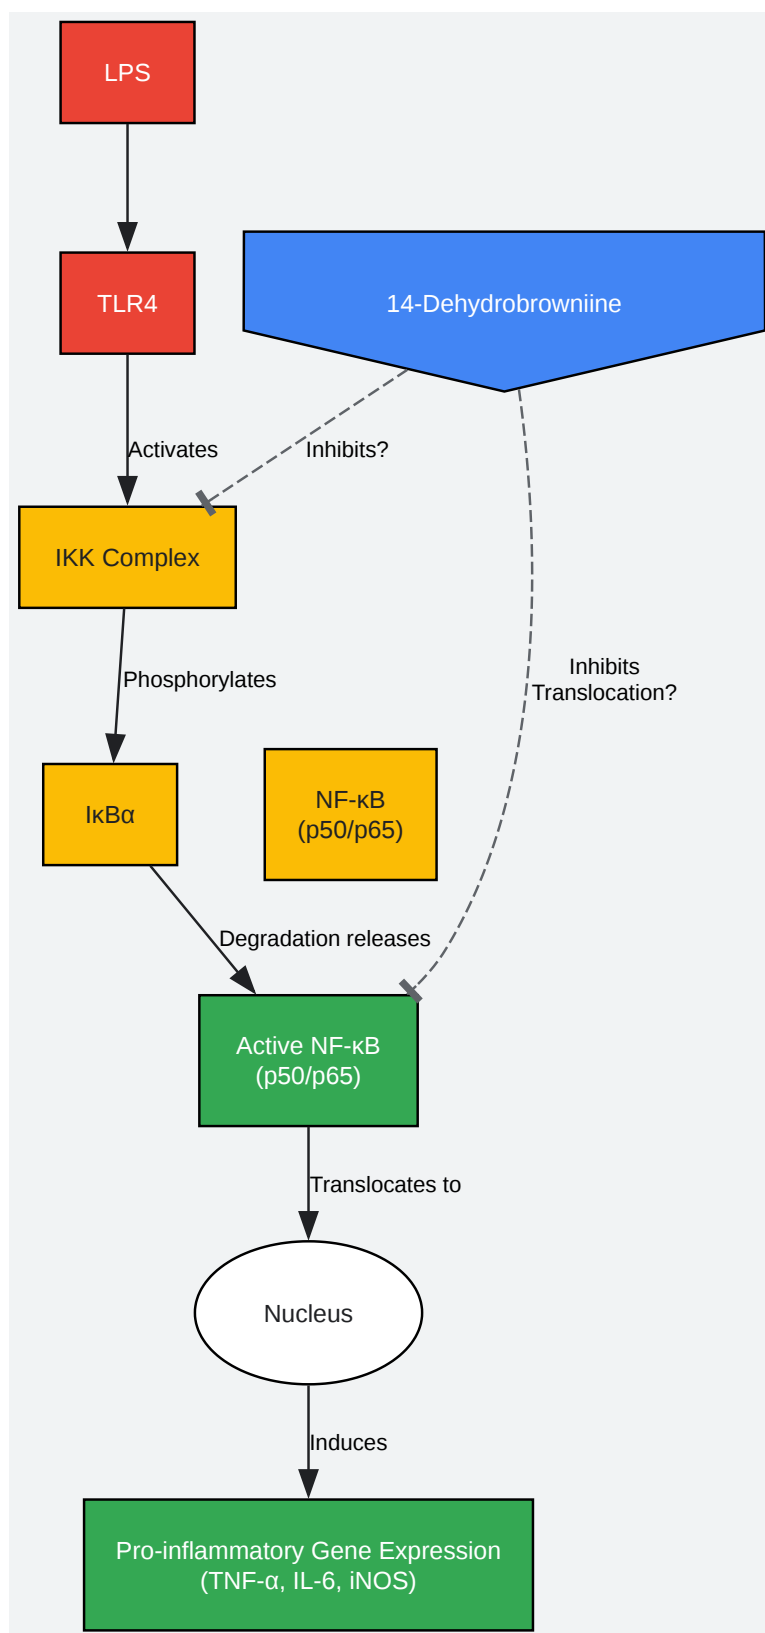 LPS
TLR4
14-Dehydrobrowniine
Activates
Inhibits?
IKK Complex
Phosphorylates
Inhibits
Translocation?
IκBα
NF-κB
(p50/p65)
Degradation releases
Active NF-κB
(p50/p65)
Translocates to
Nucleus
Induces
Pro-inflammatory Gene Expression
(TNF-α, IL-6, iNOS)